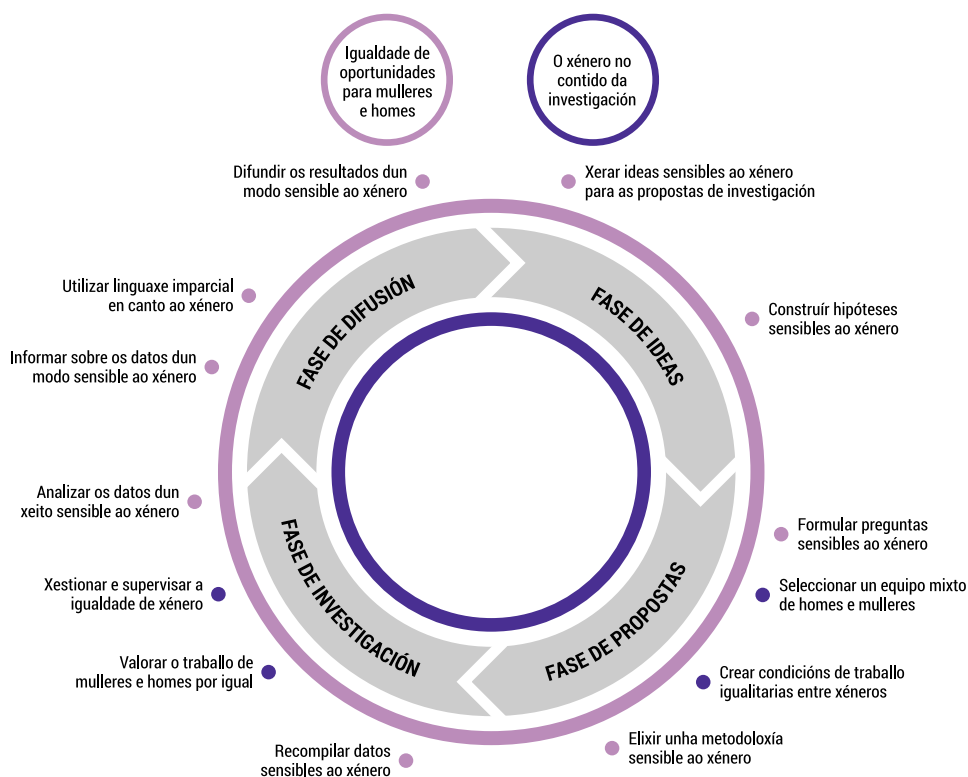 Igualdade de
oportunidades
para mulleres
e homes
O xénero no
contido da
investigación
Difundir os resultados dun
modo sensible ao xénero
Xerar ideas sensibles ao xénero
para as propostas de investigación
Utilizar linguaxe imparcial
en canto ao xénero
Construír hipóteses
sensibles ao xénero
Informar sobre os datos dun
modo sensible ao xénero
FASE DE DIFUSIÓN
FASE DE IDEAS
Analizar os datos dun
xeito sensible ao xénero
Formular preguntas
sensibles ao xénero
Xestionar e supervisar a
igualdade de xénero
Seleccionar un equipo mixto
de homes e mulleres
FASE DE INVESTIGACIÓN
FASE DE PROPOSTAS
Valorar o traballo de
mulleres e homes por igual
Crear condicións de traballo
igualitarias entre xéneros
Recompilar datos
sensibles ao xénero
Elixir unha metodoloxía
sensible ao xénero